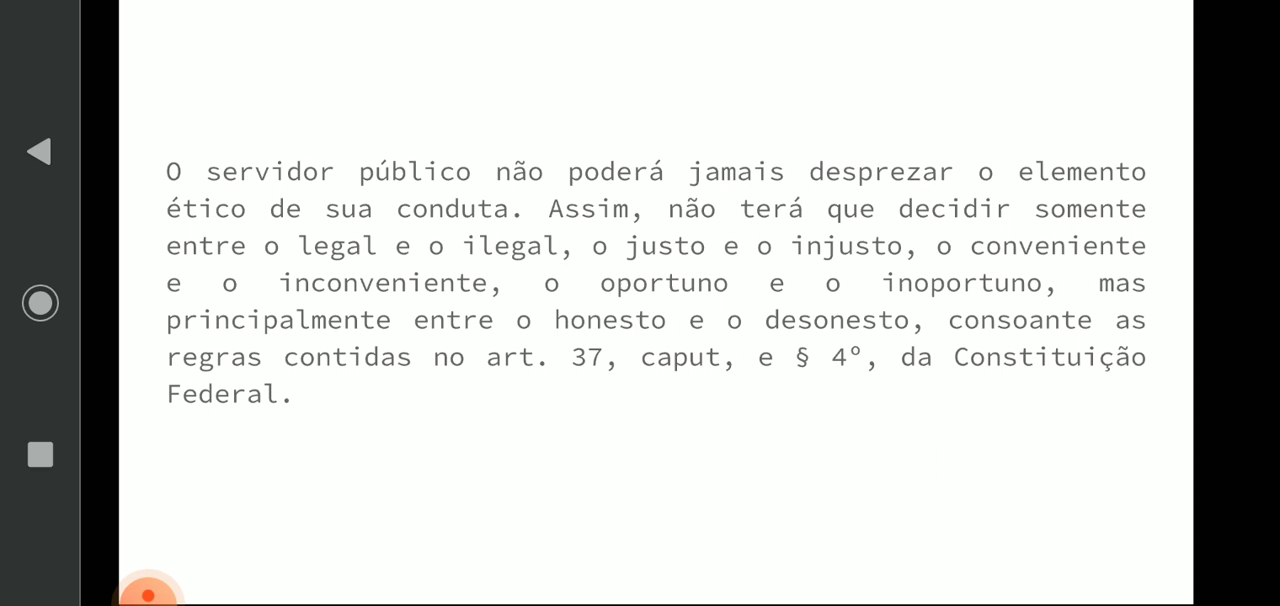 O servidor público não poderá jamais desprezar o elemento
ético de sua conduta. Assim, não terá que decidir somente
entre o legal e o ilegal, o justo e o injusto, o conveniente
e o inconveniente, o oportuno e o inoportuno, mas
principalmente entre o honesto e o desonesto, consoante as
regras contidas no art. 37, caput, e § 4º, da Constituição
Federal.